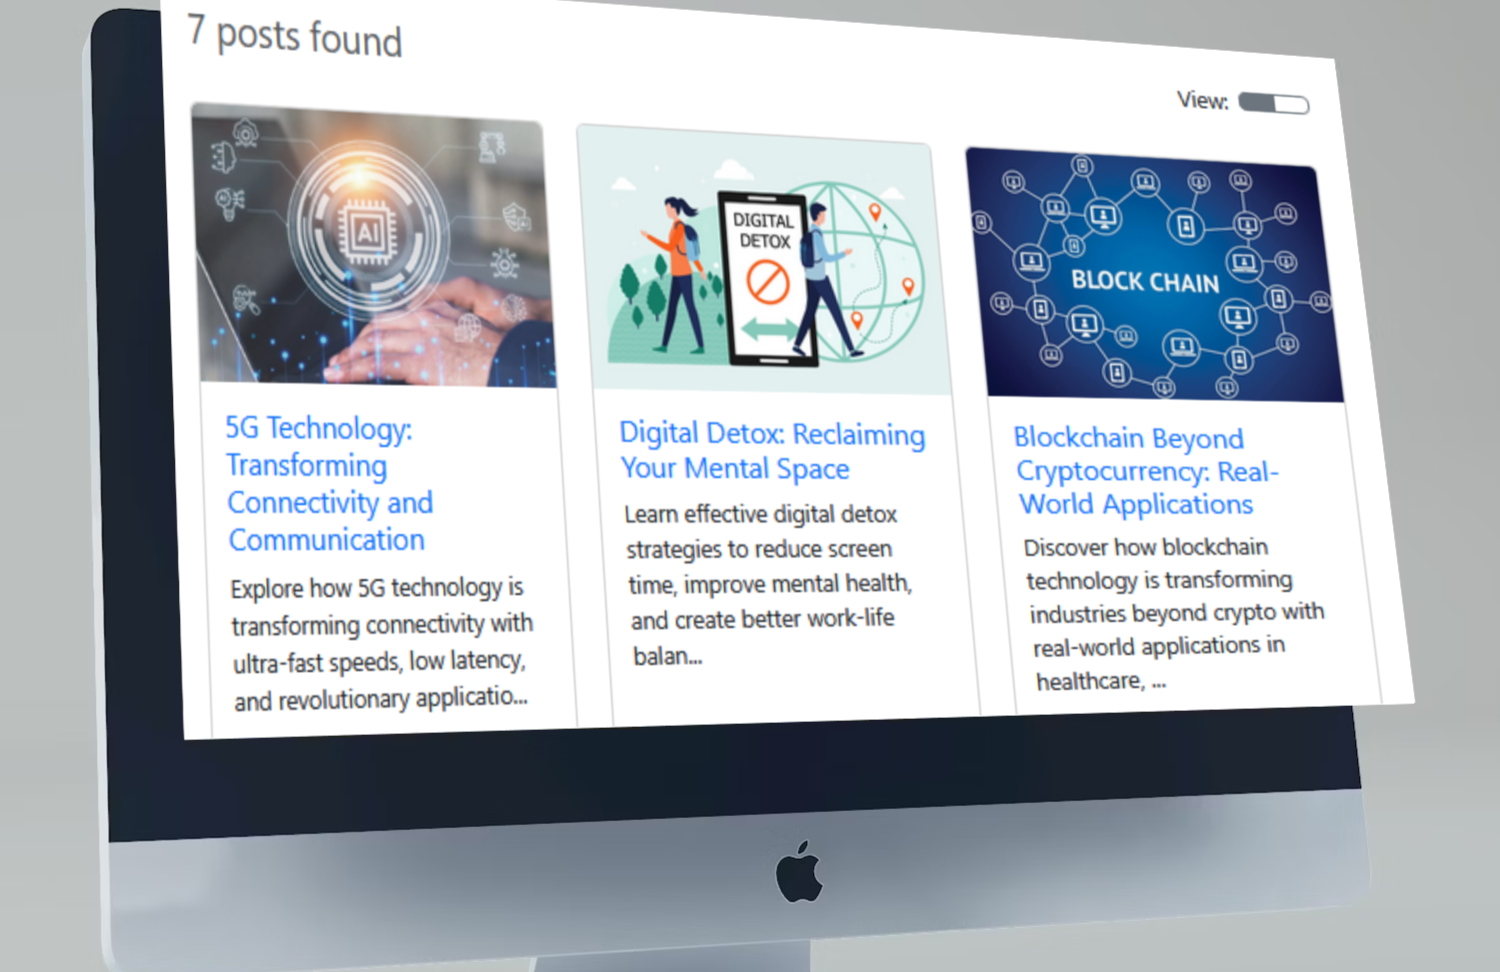 7 posts found
View:
AI
DIGITAL
DETOX
BLOCK CHAIN
5G Technology:
Transforming
Connectivity and
Communication
Explore how 5G technology is
transforming connectivity with
ultra-fast speeds, low latency,
and revolutionary applicatio...
Digital Detox: Reclaiming
Your Mental Space
Learn effective digital detox
strategies to reduce screen
time, improve mental health,
and create better work-life
balan...
Blockchain Beyond
Cryptocurrency: Real-
World Applications
Discover how blockchain
technology is transforming
industries beyond crypto with
real-world applications in
healthcare, ...